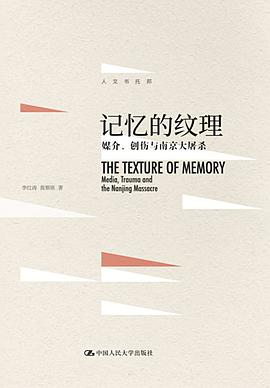 人文书托邦
记忆的纹理
媒介、创伤与南京大屠杀
THE TEXTURE OF MEMORY
Media, Trauma and
the Nanjing Massacre
李红涛 黄顺铭 著
中国人民大学出版社